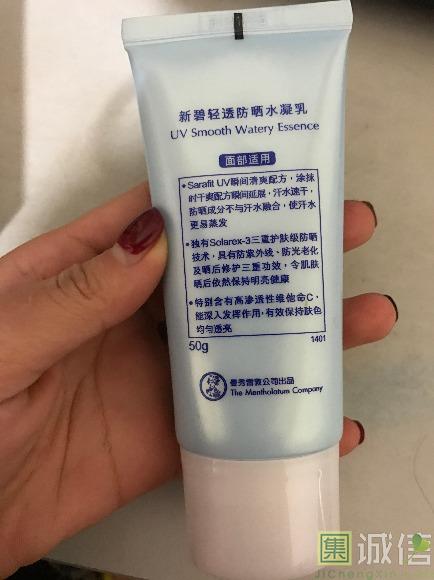 新碧轻透防晒水凝乳
UV Smooth Watery Essence
面部适用
•Sarafit UV瞬间清爽配方，涂抹
时干爽配方瞬间延展，汗水速干，
防晒成分不与汗水融合，使汗水
更易蒸发
•独有Solarex-3三重护肤级防晒
技术，具有防紫外线、防光老化
及晒后修护三重功效，令肌肤
晒后依然保持明亮健康
•特别含有高渗透性维他命C，
能深入发挥作用，有效保持肤色
均匀透亮
50g
1401
曼秀雷敦公司出品
The Mentholatum Company
集诚信